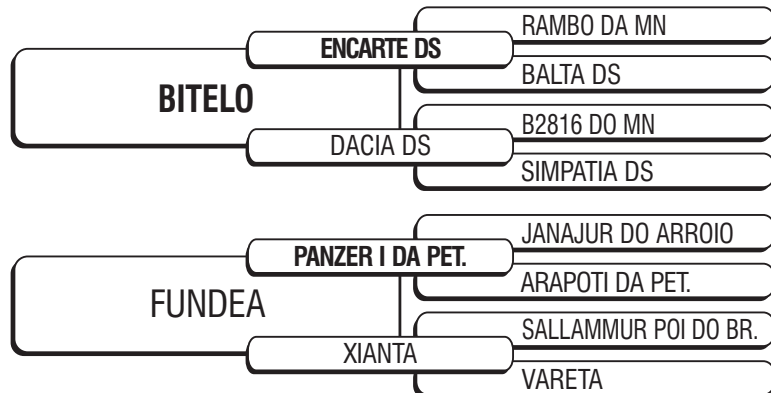 RAMBO DA MN
ENCARTE DS
BALTA DS
BITELO
B2816 DO MN
DACIA DS
SIMPATIA DS
JANAJUR DO ARROIO
PANZER I DA PET.
ARAPOTI DA PET.
FUNDEA
SALLAMMUR POI DO BR.
XIANTA
VARETA